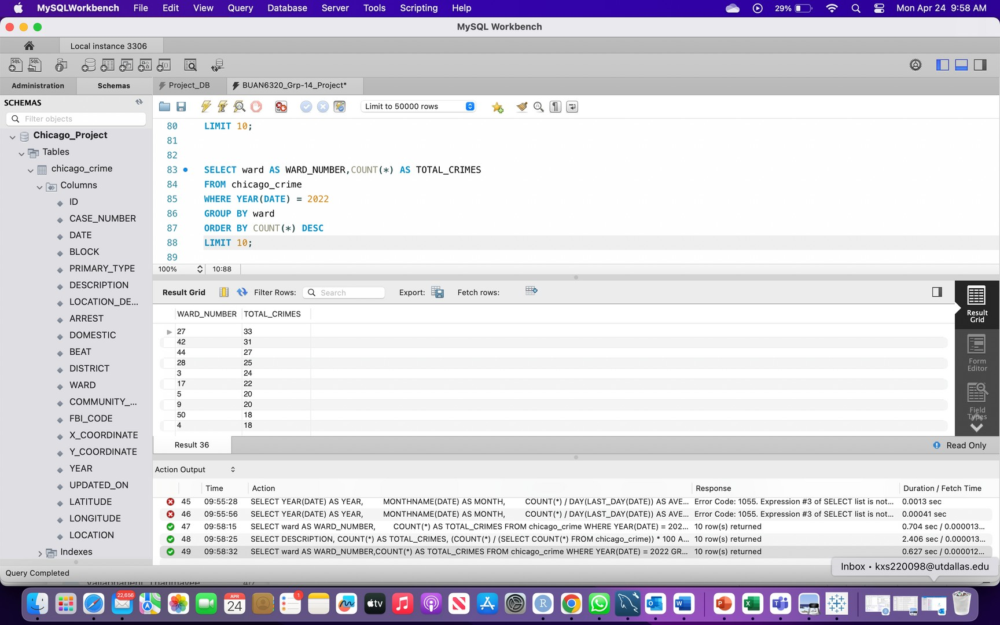 MySQLWorkbench File Edit View Query Database Server Tools Scripting Help 29% Mon Apr 24 9:58 AM
MySQL Workbench
Local instance 3306
Administration Schemas Project_DB BUAN6320_Grp-14_Project*
SCHEMAS
Filter objects
Chicago_Project
Tables
chicago_crime
Columns
ID
CASE_NUMBER
DATE
BLOCK
PRIMARY_TYPE
DESCRIPTION
LOCATION_DE...
ARREST
DOMESTIC
BEAT
DISTRICT
WARD
COMMUNITY_...
FBI_CODE
X_COORDINATE
Y_COORDINATE
YEAR
UPDATED_ON
LATITUDE
LONGITUDE
LOCATION
Indexes
Query Completed
Limit to 50000 rows
80 LIMIT 10;
81
82
83 SELECT ward AS WARD_NUMBER,COUNT(*) AS TOTAL_CRIMES
84 FROM chicago_crime
85 WHERE YEAR(DATE) = 2022
86 GROUP BY ward
87 ORDER BY COUNT(*) DESC
88 LIMIT 10;
89
100% 10:88
Result Grid Filter Rows: Search Export: Fetch rows:
WARD_NUMBER TOTAL_CRIMES
27 33
42 31
44 27
28 25
3 24
17 22
5 20
9 20
50 18
4 18
Result Grid
Form Editor
Field Types
Result 36 Read Only
Action Output
Time Action Response Duration / Fetch Time
45 09:55:28 SELECT YEAR(DATE) AS YEAR, MONTHNAME(DATE) AS MONTH, COUNT(*) / DAY(LAST_DAY(DATE)) AS AVE... Error Code: 1055. Expression #3 of SELECT list is not... 0.0013 sec
46 09:55:56 SELECT YEAR(DATE) AS YEAR, MONTHNAME(DATE) AS MONTH, COUNT(*) / DAY(LAST_DAY(DATE)) AS AVE... Error Code: 1055. Expression #3 of SELECT list is not... 0.00041 sec
47 09:58:15 SELECT ward AS WARD_NUMBER, COUNT(*) AS TOTAL_CRIMES FROM chicago_crime WHERE YEAR(DATE) = 202... 10 row(s) returned 0.704 sec / 0.000013...
48 09:58:25 SELECT DESCRIPTION, COUNT(*) AS TOTAL_CRIMES, (COUNT(*) / (SELECT COUNT(*) FROM chicago_crime)) * 100 A... 10 row(s) returned 2.406 sec / 0.000013...
49 09:58:32 SELECT ward AS WARD_NUMBER,COUNT(*) AS TOTAL_CRIMES FROM chicago_crime WHERE YEAR(DATE) = 2022 GR... 10 row(s) returned 0.627 sec / 0.000012...
Inbox • kxs220098@utdallas.edu
22,656
APR
24
1
tv